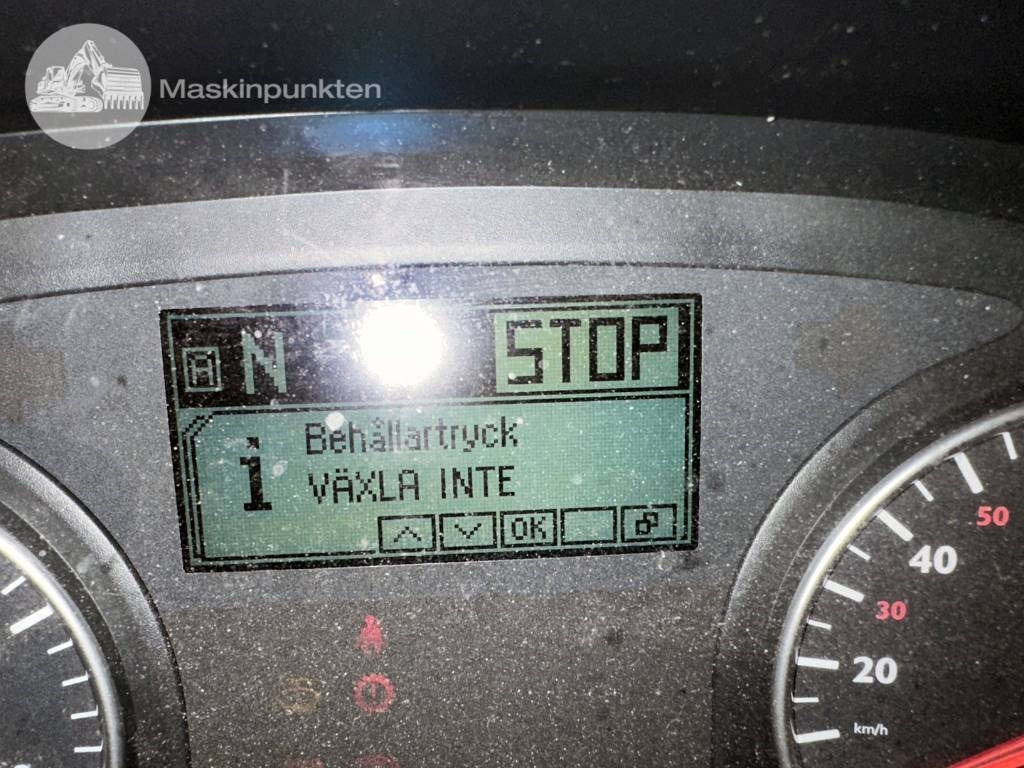 Maskinpunkten
A N STOP
i Behållartryck
VÄXLA INTE
OK
50
40
30
20
km/h